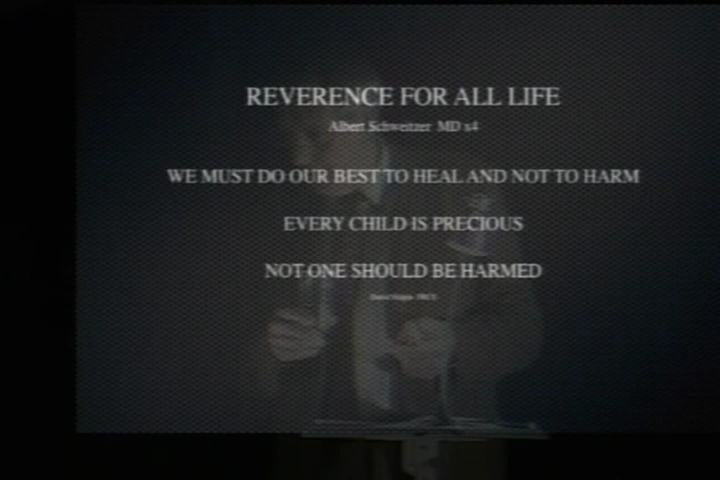 REVERENCE FOR ALL LIFE
Albert Schweitzer MD x4
WE MUST DO OUR BEST TO HEAL AND NOT TO HARM
EVERY CHILD IS PRECIOUS
NOT ONE SHOULD BE HARMED